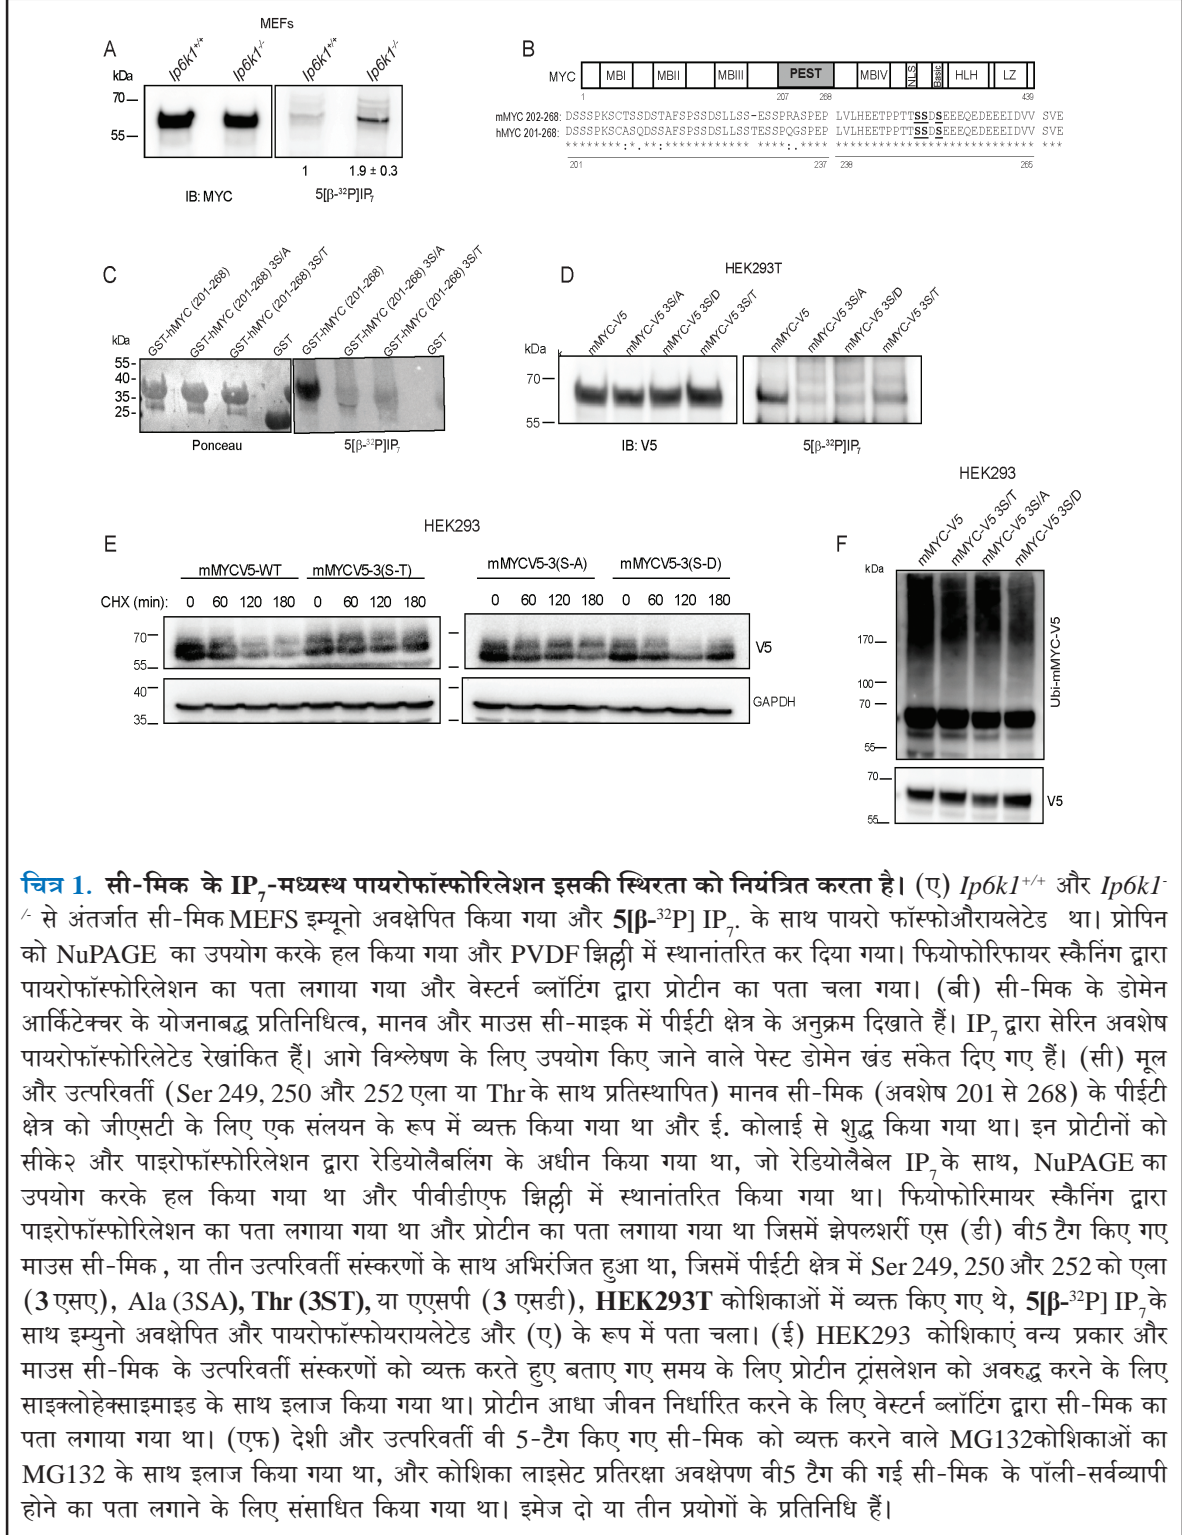 MEFs
A
Ip6k1+/+ Ip6k1-/- Ip6k1+/+ Ip6k1-/-
kDa
70
55
1 1.9 ± 0.3
IB: MYC 5[β-32P]IP7
B
MYC MBI MBII MBIII PEST MBIV NLS Basic HLH LZ
1 207 268 439
mMYC 202-268: DSSSPKSCTSSDSTAFSPSSDSLLSS-ESSPRASPEP LVLHEETPPTTSSDSEEEQEDEEEIDVV SVE
hMYC 201-268: DSSSPKSCASQDSSAFSPSSDSLLSSTESSPQGSPEP LVLHEETPPTTSSDSEEEQEDEEEIDVV SVE
201 237 238 265
C
GST-hMYC (201-268) GST-hMYC (201-268) 3S/A GST-hMYC (201-268) 3S/T GST GST-hMYC (201-268) GST-hMYC (201-268) 3S/A GST-hMYC (201-268) 3S/T GST
kDa
55-
40-
35-
25-
Ponceau 5[β-32P]IP7
D
HEK293T
mMYC-V5 mMYC-V5 3S/A mMYC-V5 3S/D mMYC-V5 3S/T mMYC-V5 mMYC-V5 3S/A mMYC-V5 3S/D mMYC-V5 3S/T
kDa
70
55
IB: V5 5[β-32P]IP7
E
HEK293
mMYCV5-WT mMYCV5-3(S-T) mMYCV5-3(S-A) mMYCV5-3(S-D)
CHX (min): 0 60 120 180 0 60 120 180 0 60 120 180 0 60 120 180
70
55
V5
40
35
GAPDH
F
HEK293
mMYC-V5 mMYC-V5 3S/T mMYC-V5 3S/A mMYC-V5 3S/D
kDa
170
100
70
55
Ubi-mMYC-V5
70
55
V5
चित्र 1. सी-मिक के IP7-मध्यस्थ पायरोफॉस्फोरिलेशन इसकी स्थिरता को नियंत्रित करता है। (ए) Ip6k1+/+ और Ip6k1-
/- से अंतर्जात सी-मिक MEFS इम्यूनो अवक्षेपित किया गया और 5[β-32P] IP7. के साथ पायरो फॉस्फोऔरायलेटेड था। प्रोपिन
को NuPAGE का उपयोग करके हल किया गया और PVDF झिल्ली में स्थानांतरित कर दिया गया। फियोफोरिफायर स्कैनिंग द्वारा
पायरोफॉस्फोरिलेशन का पता लगाया गया और वेस्टर्न ब्लॉटिंग द्वारा प्रोटीन का पता चला गया। (बी) सी-मिक के डोमेन
आर्किटेक्चर के योजनाबद्ध प्रतिनिधित्व, मानव और माउस सी-माइक में पीईटी क्षेत्र के अनुक्रम दिखाते हैं। IP7 द्वारा सेरिन अवशेष
पायरोफॉस्फोरिलेटेड रेखांकित हैं। आगे विश्लेषण के लिए उपयोग किए जाने वाले पेस्ट डोमेन खंड संकेत दिए गए हैं। (सी) मूल
और उत्परिवर्ती (Ser 249, 250 और 252 एला या Thr के साथ प्रतिस्थापित) मानव सी-मिक (अवशेष 201 से 268) के पीईटी
क्षेत्र को जीएसटी के लिए एक संलयन के रूप में व्यक्त किया गया था और ई. कोलाई से शुद्ध किया गया था। इन प्रोटीनों को
सीके२ और पाइरोफॉस्फोरिलेशन द्वारा रेडियोलैबलिंग के अधीन किया गया था, जो रेडियोलैबेल IP7 के साथ, NuPAGE का
उपयोग करके हल किया गया था और पीवीडीएफ झिल्ली में स्थानांतरित किया गया था। फियोफोरिमायर स्कैनिंग द्वारा
पाइरोफॉस्फोरिलेशन का पता लगाया गया था और प्रोटीन का पता लगाया गया था जिसमें झेपलशर्री एस (डी) वी5 टैग किए गए
माउस सी-मिक, या तीन उत्परिवर्ती संस्करणों के साथ अभिरंजित हुआ था, जिसमें पीईटी क्षेत्र में Ser 249, 250 और 252 को एला
(3 एसए), Ala (3SA), Thr (3ST), या एएसपी (3 एसडी), HEK293T कोशिकाओं में व्यक्त किए गए थे, 5[β-32P] IP7 के
साथ इम्युनो अवक्षेपित और पायरोफॉस्फोयरायलेटेड और (ए) के रूप में पता चला। (ई) HEK293 कोशिकाएं वन्य प्रकार और
माउस सी-मिक के उत्परिवर्ती संस्करणों को व्यक्त करते हुए बताए गए समय के लिए प्रोटीन ट्रांसलेशन को अवरुद्ध करने के लिए
साइक्लोहेक्साइमाइड के साथ इलाज किया गया था। प्रोटीन आधा जीवन निर्धारित करने के लिए वेस्टर्न ब्लॉटिंग द्वारा सी-मिक का
पता लगाया गया था। (एफ) देशी और उत्परिवर्ती वी 5-टैग किए गए सी-मिक को व्यक्त करने वाले MG132कोशिकाओं का
MG132 के साथ इलाज किया गया था, और कोशिका लाइसेट प्रतिरक्षा अवक्षेपण वी5 टैग की गई सी-मिक के पॉली-सर्वव्यापी
होने का पता लगाने के लिए संसाधित किया गया था। इमेज दो या तीन प्रयोगों के प्रतिनिधि हैं।